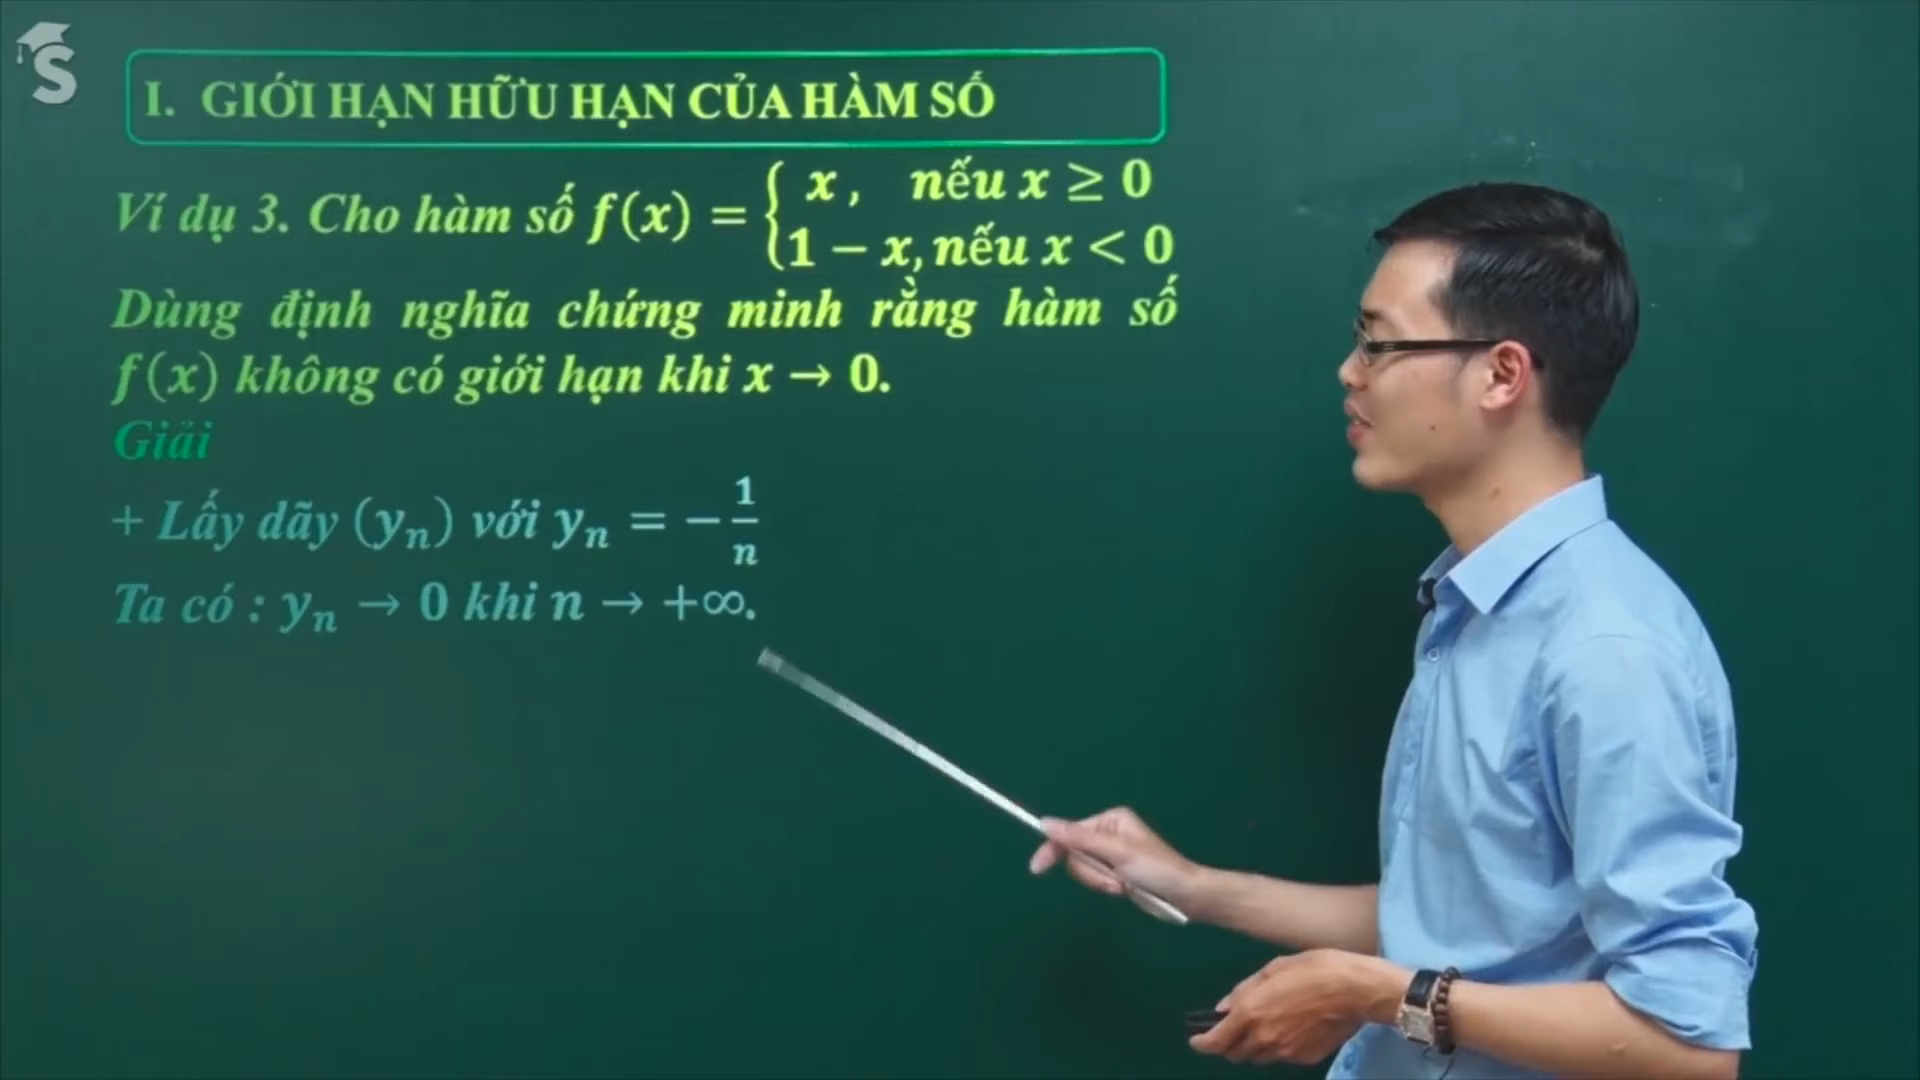 S
I. GIỚI HẠN HỮU HẠN CỦA HÀM SỐ
Ví dụ 3. Cho hàm số f(x) = { x, nếu x ≥ 0
1 − x, nếu x < 0
Dùng định nghĩa chứng minh rằng hàm số
f(x) không có giới hạn khi x → 0.
Giải
+ Lấy dãy (yₙ) với yₙ = −1/n
Ta có : yₙ → 0 khi n → +∞.